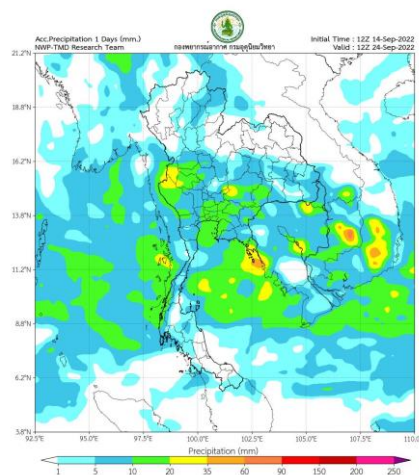 Acc.Precipitation 1 Days (mm.)
NWP-TMD Research Team
กองพยากรณ์อากาศ กรมอุตุนิยมวิทยา
Initial Time : 12Z 14-Sep-2022
Valid : 12Z 24-Sep-2022
21.2°N
18.8°N
16.2°N
13.8°N
11.2°N
8.8°N
6.2°N
5.8°N
92.5°E 95.0°E 97.5°E 100.0°E 102.5°E 105.0°E 107.5°E 110.0°E
Precipitation (mm)
1 5 10 20 35 60 90 150 200 250